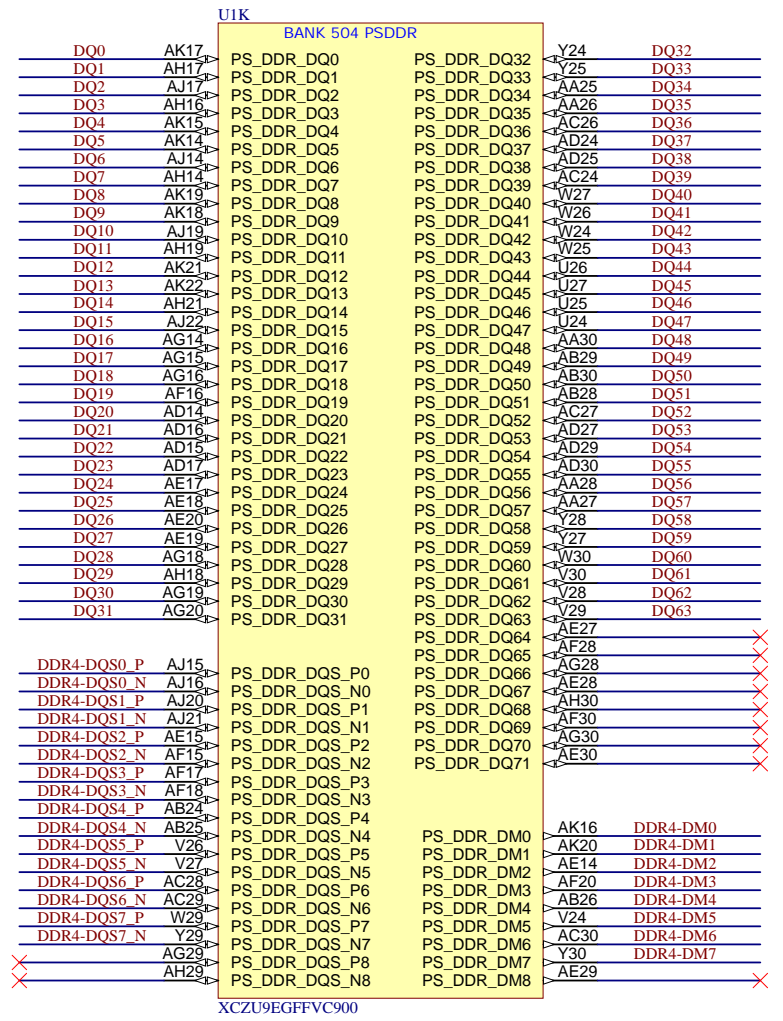 U1K
BANK 504 PSDDR
DQ0 AK17 PS_DDR_DQ0 PS_DDR_DQ32 Y24 DQ32
DQ1 AH17 PS_DDR_DQ1 PS_DDR_DQ33 Y25 DQ33
DQ2 AJ17 PS_DDR_DQ2 PS_DDR_DQ34 AA25 DQ34
DQ3 AH16 PS_DDR_DQ3 PS_DDR_DQ35 AA26 DQ35
DQ4 AK15 PS_DDR_DQ4 PS_DDR_DQ36 AC26 DQ36
DQ5 AK14 PS_DDR_DQ5 PS_DDR_DQ37 AD24 DQ37
DQ6 AJ14 PS_DDR_DQ6 PS_DDR_DQ38 AD25 DQ38
DQ7 AH14 PS_DDR_DQ7 PS_DDR_DQ39 AC24 DQ39
DQ8 AK19 PS_DDR_DQ8 PS_DDR_DQ40 W27 DQ40
DQ9 AK18 PS_DDR_DQ9 PS_DDR_DQ41 W26 DQ41
DQ10 AJ19 PS_DDR_DQ10 PS_DDR_DQ42 W24 DQ42
DQ11 AH19 PS_DDR_DQ11 PS_DDR_DQ43 W25 DQ43
DQ12 AK21 PS_DDR_DQ12 PS_DDR_DQ44 U26 DQ44
DQ13 AK22 PS_DDR_DQ13 PS_DDR_DQ45 U27 DQ45
DQ14 AH21 PS_DDR_DQ14 PS_DDR_DQ46 U25 DQ46
DQ15 AJ22 PS_DDR_DQ15 PS_DDR_DQ47 U24 DQ47
DQ16 AG14 PS_DDR_DQ16 PS_DDR_DQ48 AA30 DQ48
DQ17 AG15 PS_DDR_DQ17 PS_DDR_DQ49 AB29 DQ49
DQ18 AG16 PS_DDR_DQ18 PS_DDR_DQ50 AB30 DQ50
DQ19 AF16 PS_DDR_DQ19 PS_DDR_DQ51 AB28 DQ51
DQ20 AD14 PS_DDR_DQ20 PS_DDR_DQ52 AC27 DQ52
DQ21 AD16 PS_DDR_DQ21 PS_DDR_DQ53 AD27 DQ53
DQ22 AD15 PS_DDR_DQ22 PS_DDR_DQ54 AD29 DQ54
DQ23 AD17 PS_DDR_DQ23 PS_DDR_DQ55 AD30 DQ55
DQ24 AE17 PS_DDR_DQ24 PS_DDR_DQ56 AA28 DQ56
DQ25 AE18 PS_DDR_DQ25 PS_DDR_DQ57 AA27 DQ57
DQ26 AE20 PS_DDR_DQ26 PS_DDR_DQ58 Y28 DQ58
DQ27 AE19 PS_DDR_DQ27 PS_DDR_DQ59 Y27 DQ59
DQ28 AG18 PS_DDR_DQ28 PS_DDR_DQ60 W30 DQ60
DQ29 AH18 PS_DDR_DQ29 PS_DDR_DQ61 V30 DQ61
DQ30 AG19 PS_DDR_DQ30 PS_DDR_DQ62 V28 DQ62
DQ31 AG20 PS_DDR_DQ31 PS_DDR_DQ63 V29 DQ63
PS_DDR_DQ64 AE27
PS_DDR_DQ65 AF28
DDR4-DQS0_P AJ15 PS_DDR_DQS_P0 PS_DDR_DQ66 AG28
DDR4-DQS0_N AJ16 PS_DDR_DQS_N0 PS_DDR_DQ67 AE28
DDR4-DQS1_P AJ20 PS_DDR_DQS_P1 PS_DDR_DQ68 AH30
DDR4-DQS1_N AJ21 PS_DDR_DQS_N1 PS_DDR_DQ69 AF30
DDR4-DQS2_P AE15 PS_DDR_DQS_P2 PS_DDR_DQ70 AG30
DDR4-DQS2_N AF15 PS_DDR_DQS_N2 PS_DDR_DQ71 AE30
DDR4-DQS3_P AF17 PS_DDR_DQS_P3
DDR4-DQS3_N AF18 PS_DDR_DQS_N3
DDR4-DQS4_P AB24 PS_DDR_DQS_P4
DDR4-DQS4_N AB25 PS_DDR_DQS_N4 PS_DDR_DM0 AK16 DDR4-DM0
DDR4-DQS5_P V26 PS_DDR_DQS_P5 PS_DDR_DM1 AK20 DDR4-DM1
DDR4-DQS5_N V27 PS_DDR_DQS_N5 PS_DDR_DM2 AE14 DDR4-DM2
DDR4-DQS6_P AC28 PS_DDR_DQS_P6 PS_DDR_DM3 AF20 DDR4-DM3
DDR4-DQS6_N AC29 PS_DDR_DQS_N6 PS_DDR_DM4 AB26 DDR4-DM4
DDR4-DQS7_P W29 PS_DDR_DQS_P7 PS_DDR_DM5 V24 DDR4-DM5
DDR4-DQS7_N Y29 PS_DDR_DQS_N7 PS_DDR_DM6 AC30 DDR4-DM6
AG29 PS_DDR_DQS_P8 PS_DDR_DM7 Y30 DDR4-DM7
AH29 PS_DDR_DQS_N8 PS_DDR_DM8 AE29
XCZU9EGFFVC900